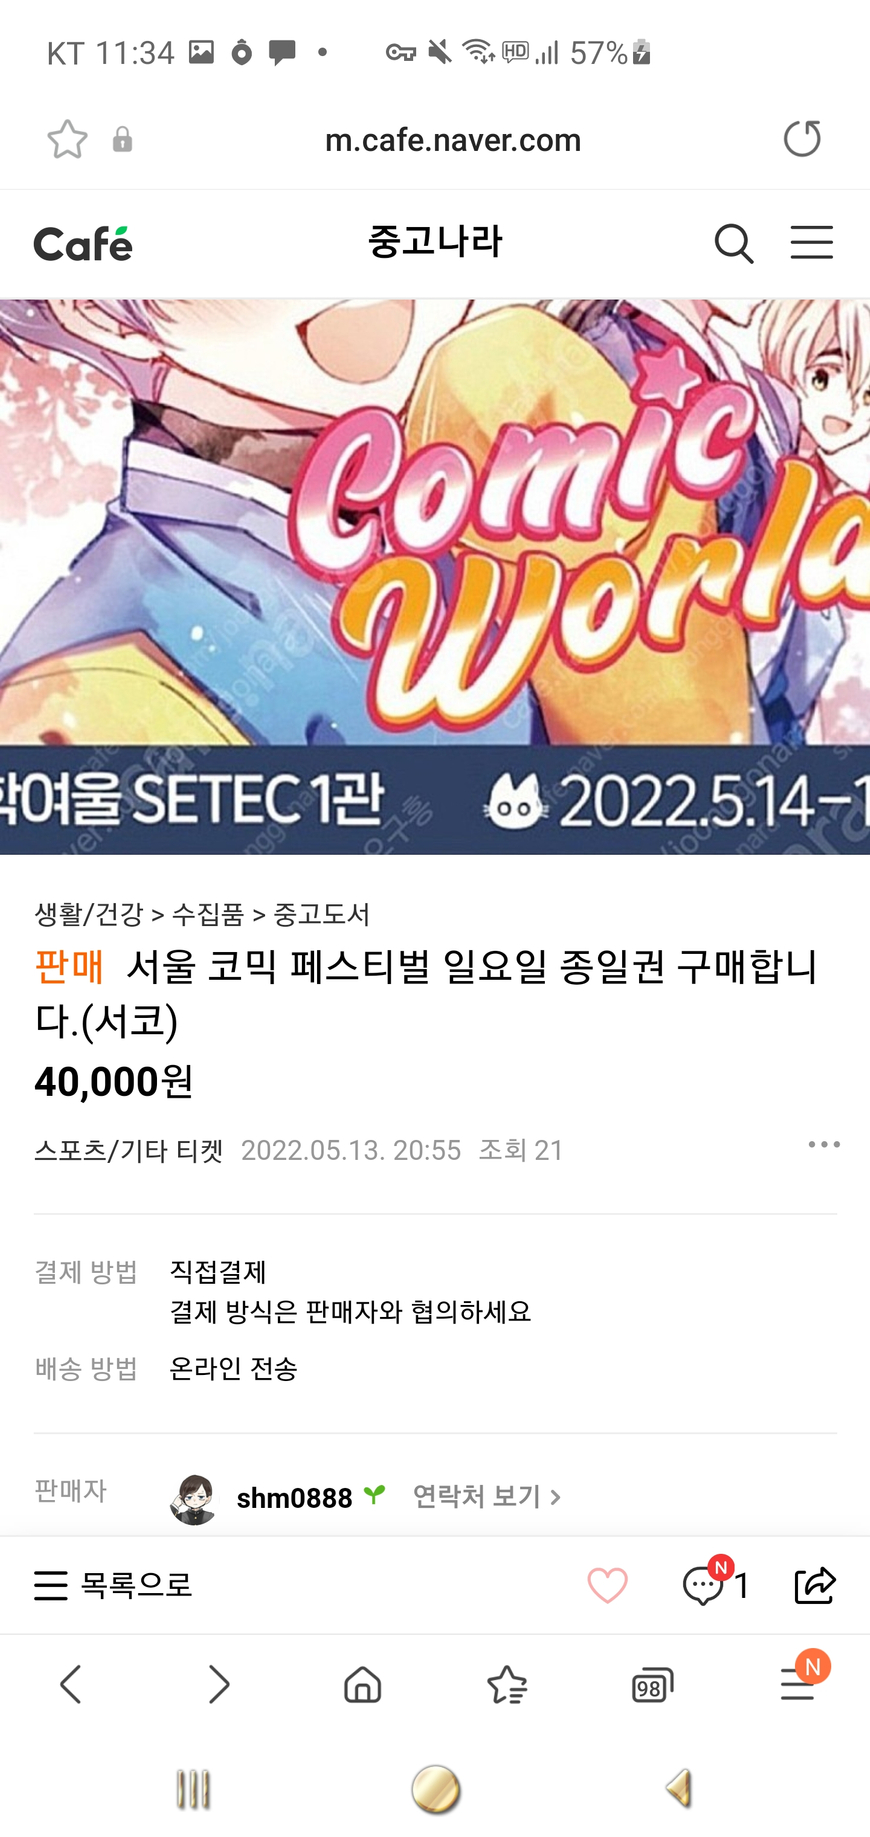 KT 11:34 HD 57%
m.cafe.naver.com
Café 중고나라
Comic
World
학여울 SETEC 1관 2022.5.14-1
생활/건강 > 수집품 > 중고도서
판매 서울 코믹 페스티벌 일요일 종일권 구매합니
다.(서코)
40,000원
스포츠/기타 티켓 2022.05.13. 20:55 조회 21
결제 방법 직접결제
결제 방식은 판매자와 협의하세요
배송 방법 온라인 전송
판매자 shm0888 연락처 보기 >
목록으로 N 1
98 N